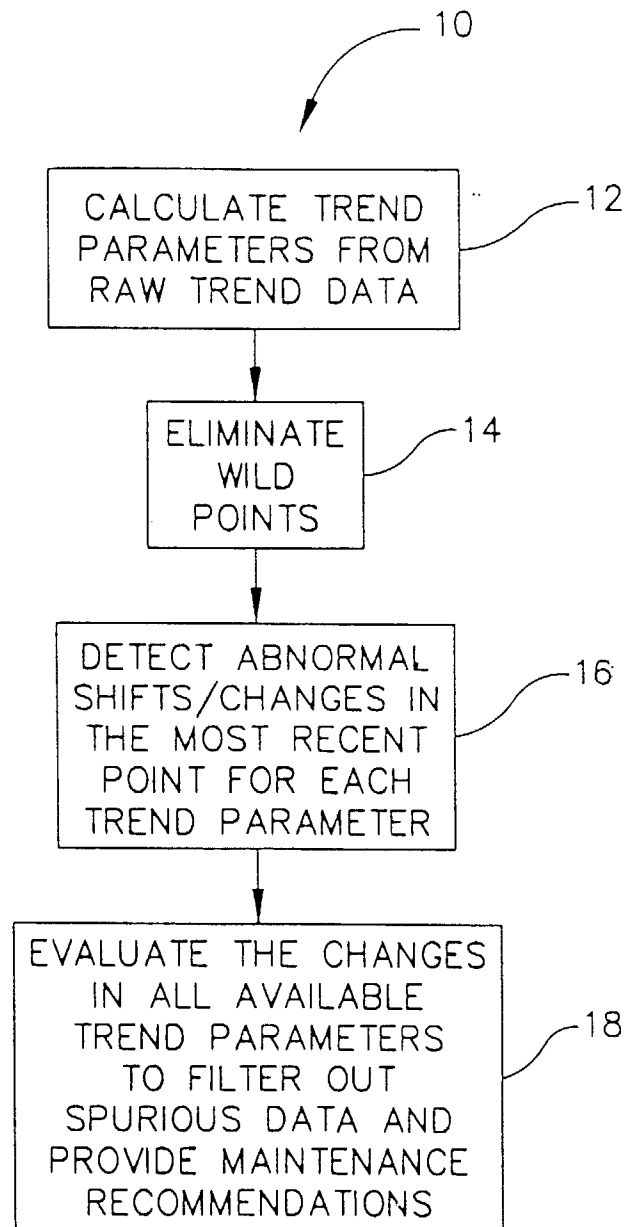 10
CALCULATE TREND
PARAMETERS FROM
RAW TREND DATA
12
ELIMINATE
WILD
POINTS
14
DETECT ABNORMAL
SHIFTS/CHANGES IN
THE MOST RECENT
POINT FOR EACH
TREND PARAMETER
16
EVALUATE THE CHANGES
IN ALL AVAILABLE
TREND PARAMETERS
TO FILTER OUT
SPURIOUS DATA AND
PROVIDE MAINTENANCE
RECOMMENDATIONS
18